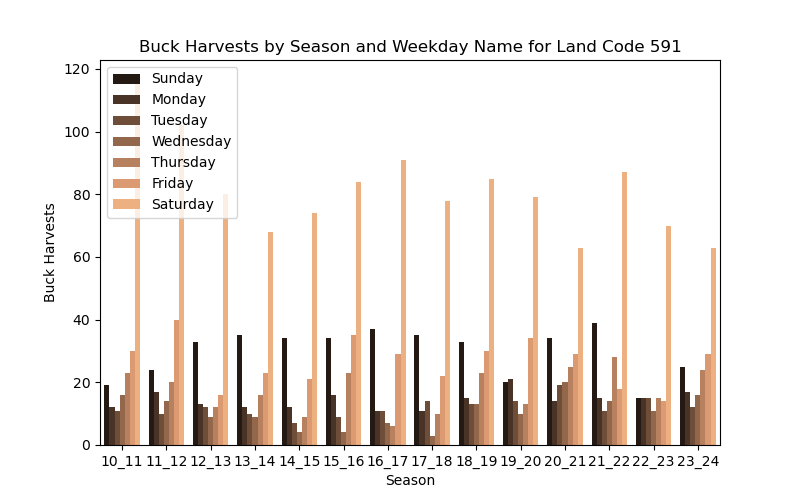 Buck Harvests by Season and Weekday Name for Land Code 591
120
100
80
60
40
20
0
Buck Harvests
Sunday
Monday
Tuesday
Wednesday
Thursday
Friday
Saturday
10_11 11_12 12_13 13_14 14_15 15_16 16_17 17_18 18_19 19_20 20_21 21_22 22_23 23_24
Season